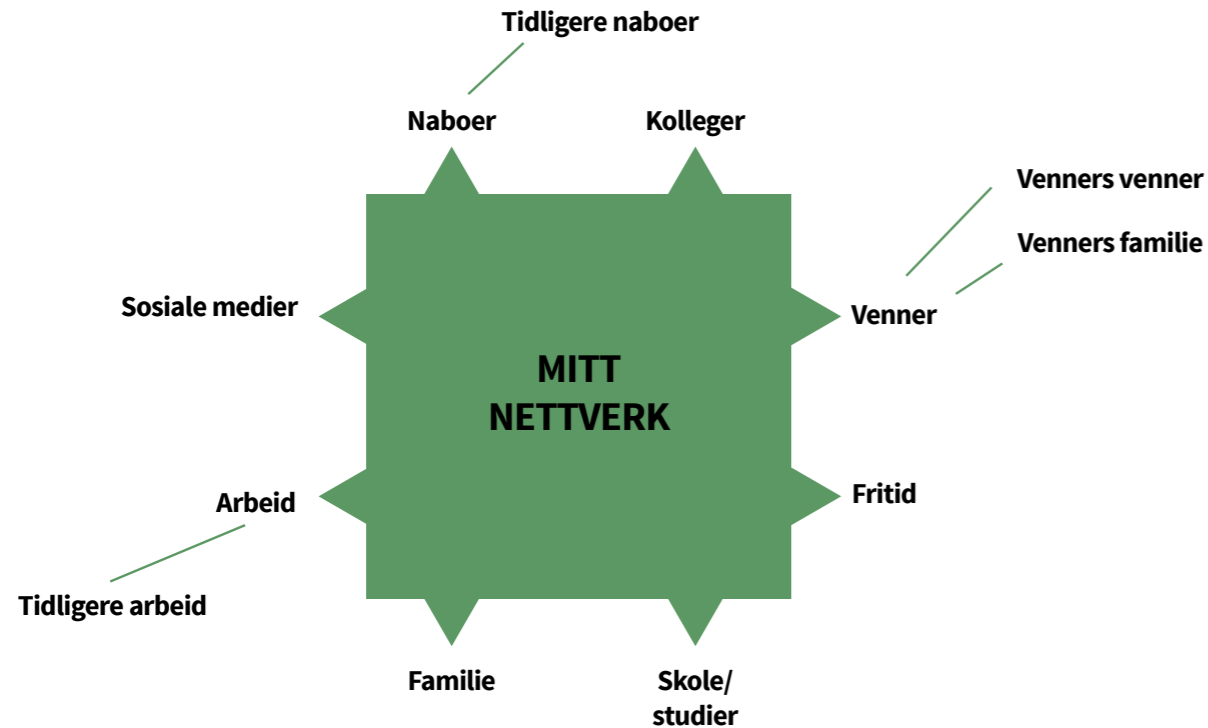 Tidligere naboer
Naboer
Kolleger
Venners venner
Venners familie
Sosiale medier
Venner
MITT
NETTVERK
Arbeid
Fritid
Tidligere arbeid
Familie
Skole/
studier